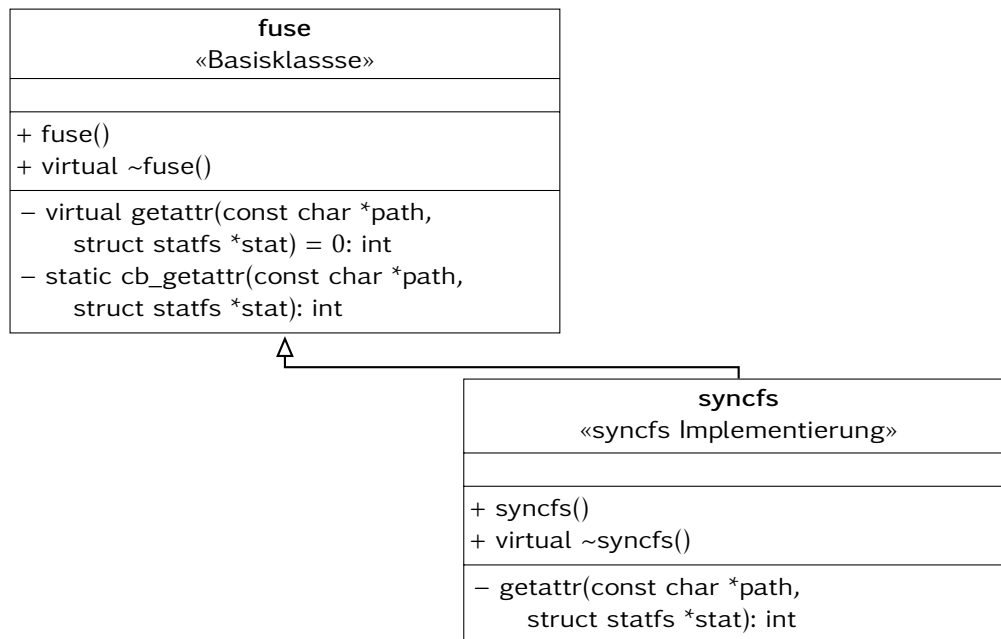 fuse
«Basisklassse»
+ fuse()
+ virtual ~fuse()
− virtual getattr(const char *path,
struct statfs *stat) = 0: int
− static cb_getattr(const char *path,
struct statfs *stat): int
syncfs
«syncfs Implementierung»
+ syncfs()
+ virtual ~syncfs()
− getattr(const char *path,
struct statfs *stat): int